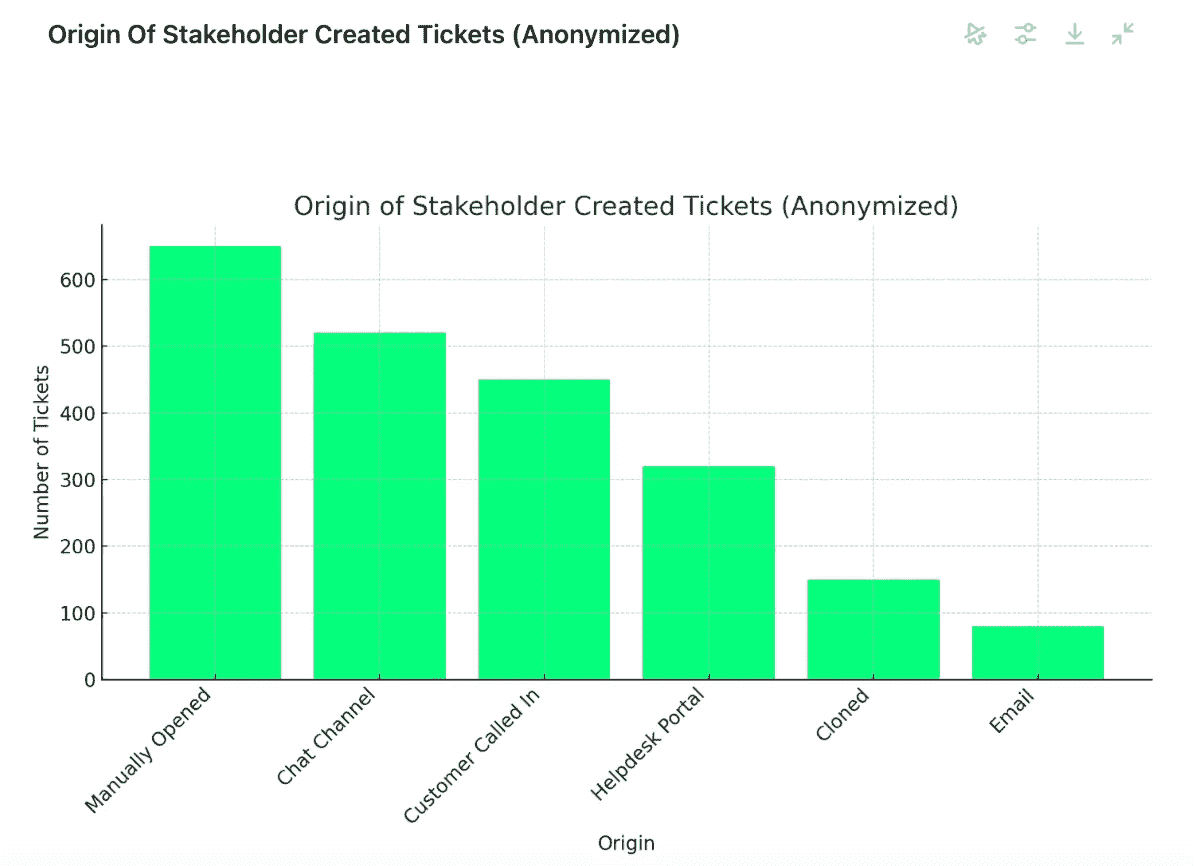 Origin Of Stakeholder Created Tickets (Anonymized)
Origin of Stakeholder Created Tickets (Anonymized)
Number of Tickets
600
500
400
300
200
100
0
Manually Opened
Chat Channel
Customer Called In
Helpdesk Portal
Cloned
Email
Origin